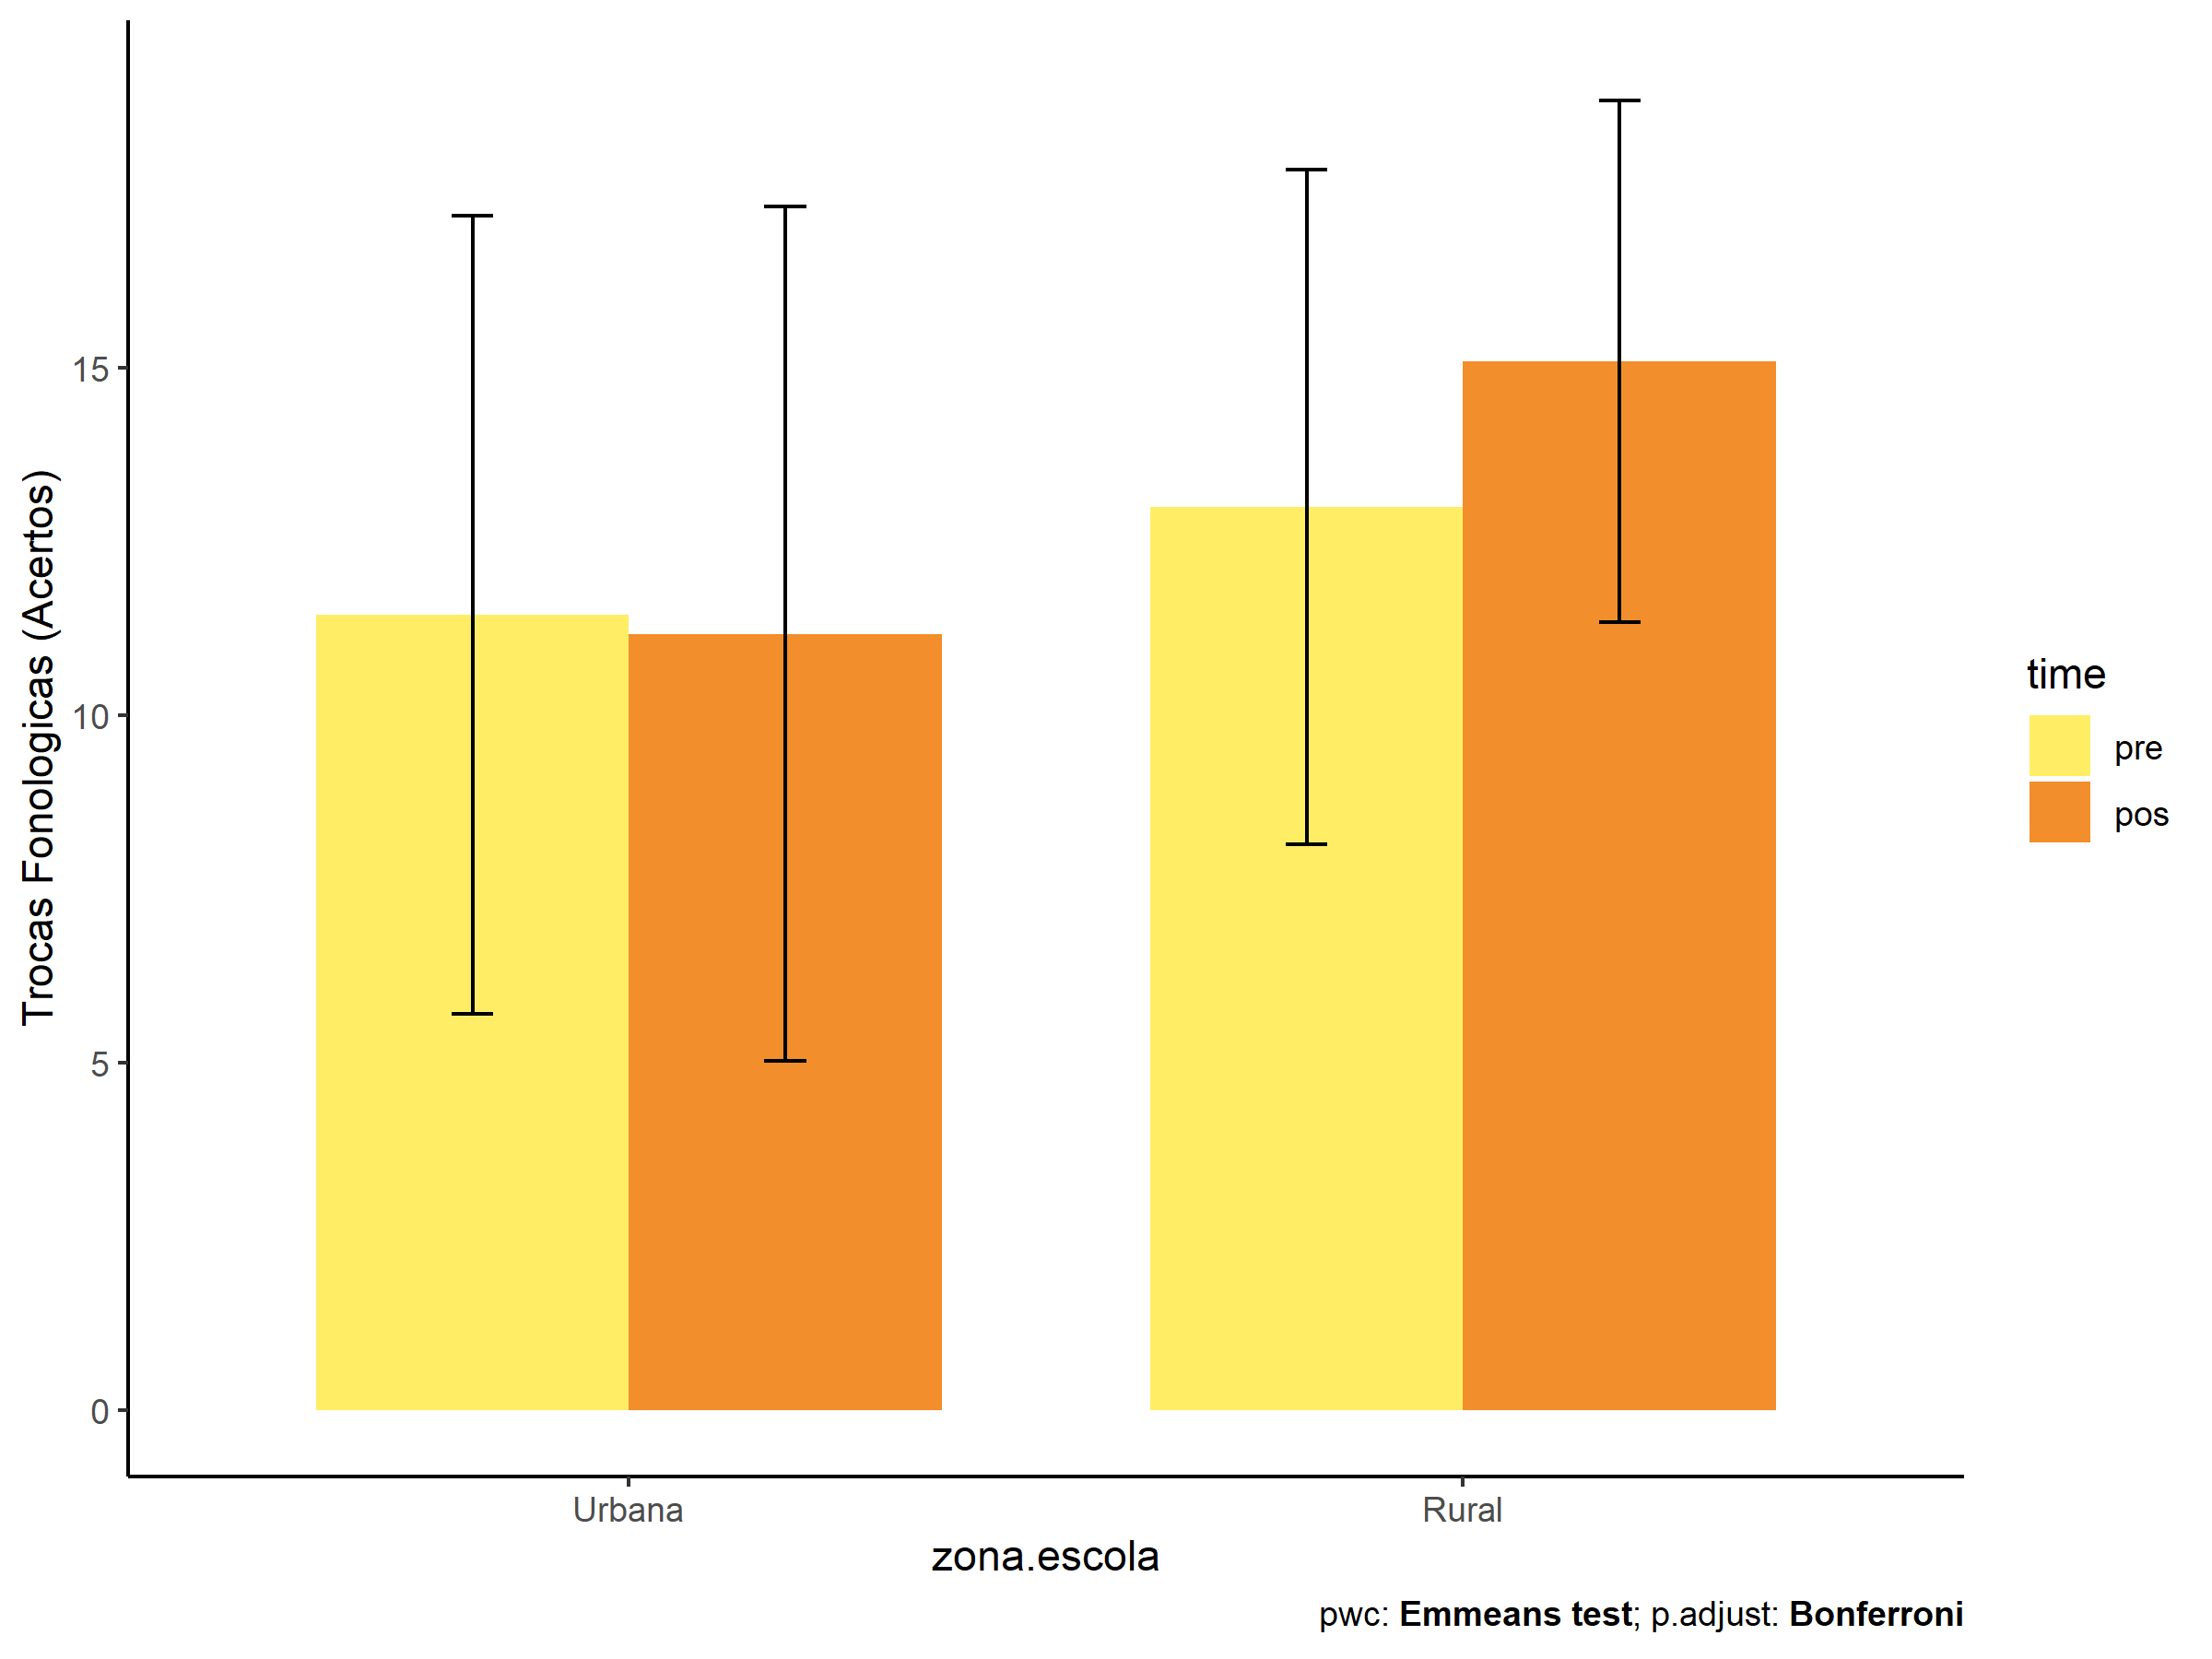 Trocas Fonologicas (Acertos)
15
10
5
0
Urbana
Rural
zona.escola
time
pre
pos
pwc: Emmeans test; p.adjust: Bonferroni